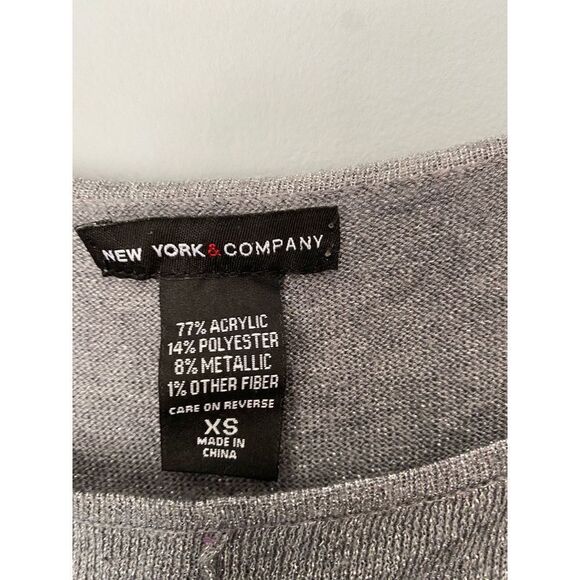 NEW YORK & COMPANY
77% ACRYLIC
14% POLYESTER
8% METALLIC
1% OTHER FIBER
CARE ON REVERSE
XS
MADE IN
CHINA